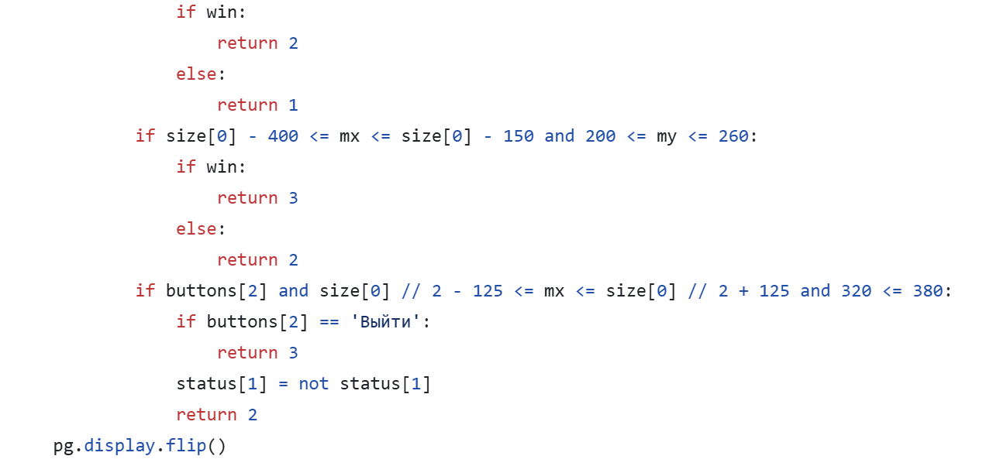 if win:
return 2
else:
return 1
if size[0] - 400 <= mx <= size[0] - 150 and 200 <= my <= 260:
if win:
return 3
else:
return 2
if buttons[2] and size[0] // 2 - 125 <= mx <= size[0] // 2 + 125 and 320 <= 380:
if buttons[2] == 'Выйти':
return 3
status[1] = not status[1]
return 2
pg.display.flip()